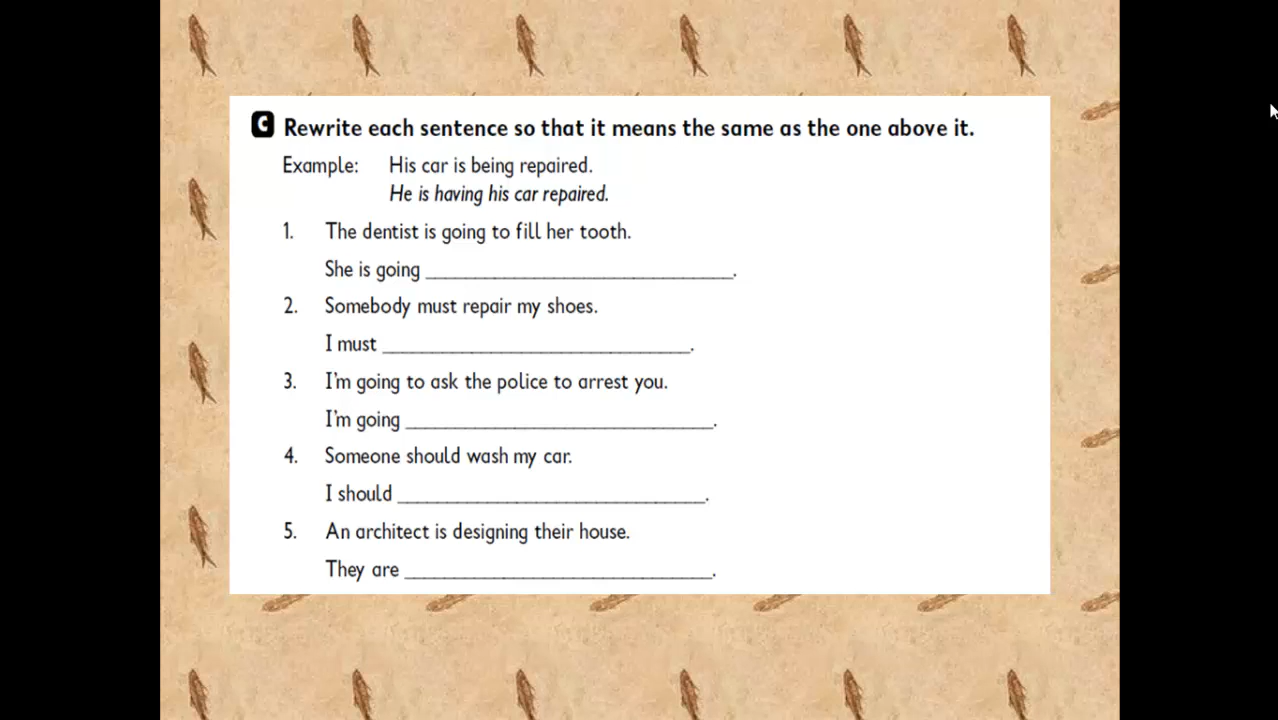 C Rewrite each sentence so that it means the same as the one above it.
Example: His car is being repaired.
He is having his car repaired.
1. The dentist is going to fill her tooth.
She is going ______________________________.
2. Somebody must repair my shoes.
I must ______________________________.
3. I'm going to ask the police to arrest you.
I'm going ______________________________.
4. Someone should wash my car.
I should ______________________________.
5. An architect is designing their house.
They are ______________________________.